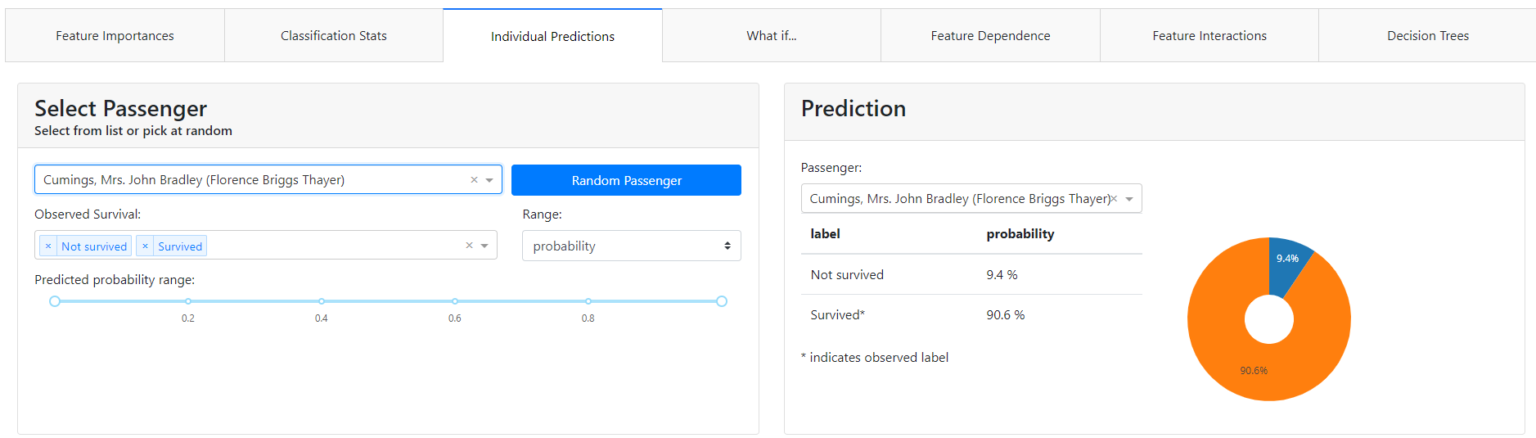 Feature Importances
Classification Stats
Individual Predictions
What if...
Feature Dependence
Feature Interactions
Decision Trees
Select Passenger
Select from list or pick at random
Cumings, Mrs. John Bradley (Florence Briggs Thayer) ×
Random Passenger
Observed Survival:
Range:
× Not survived × Survived ×
probability
Predicted probability range:
0.2 0.4 0.6 0.8
Prediction
Passenger:
Cumings, Mrs. John Bradley (Florence Briggs Thayer)×
label probability
Not survived 9.4 %
Survived* 90.6 %
* indicates observed label
9.4%
90.6%